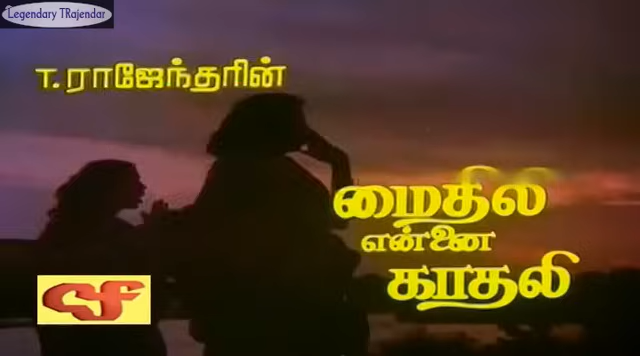 Legendary TRajendar
T. ராஜேந்தரின்
மைதிலி
என்னை
காதலி